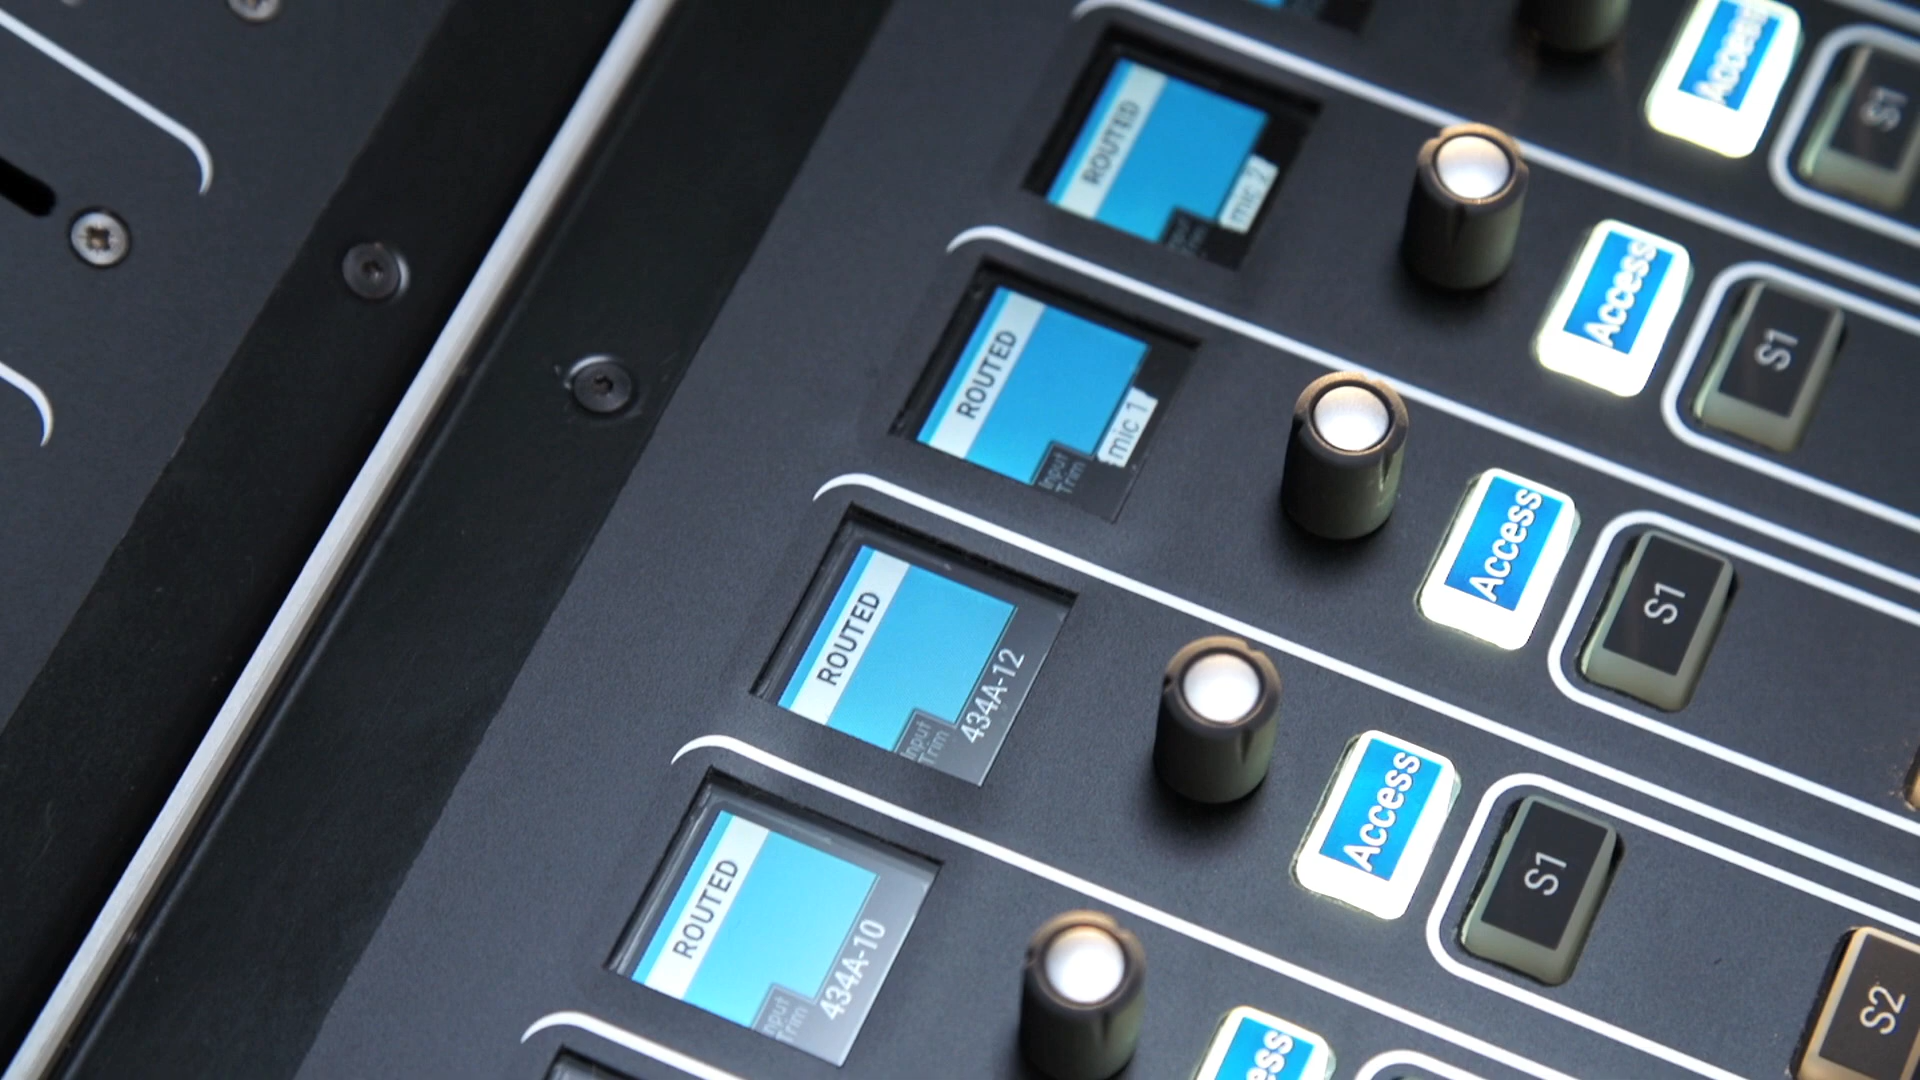 Access
S1
ROUTED
mic 2
Access
S1
ROUTED
mic 1
Input
Trim
Access
S1
ROUTED
434A-12
Input
Trim
Access
S1
ROUTED
434A-10
Input
Trim
S2